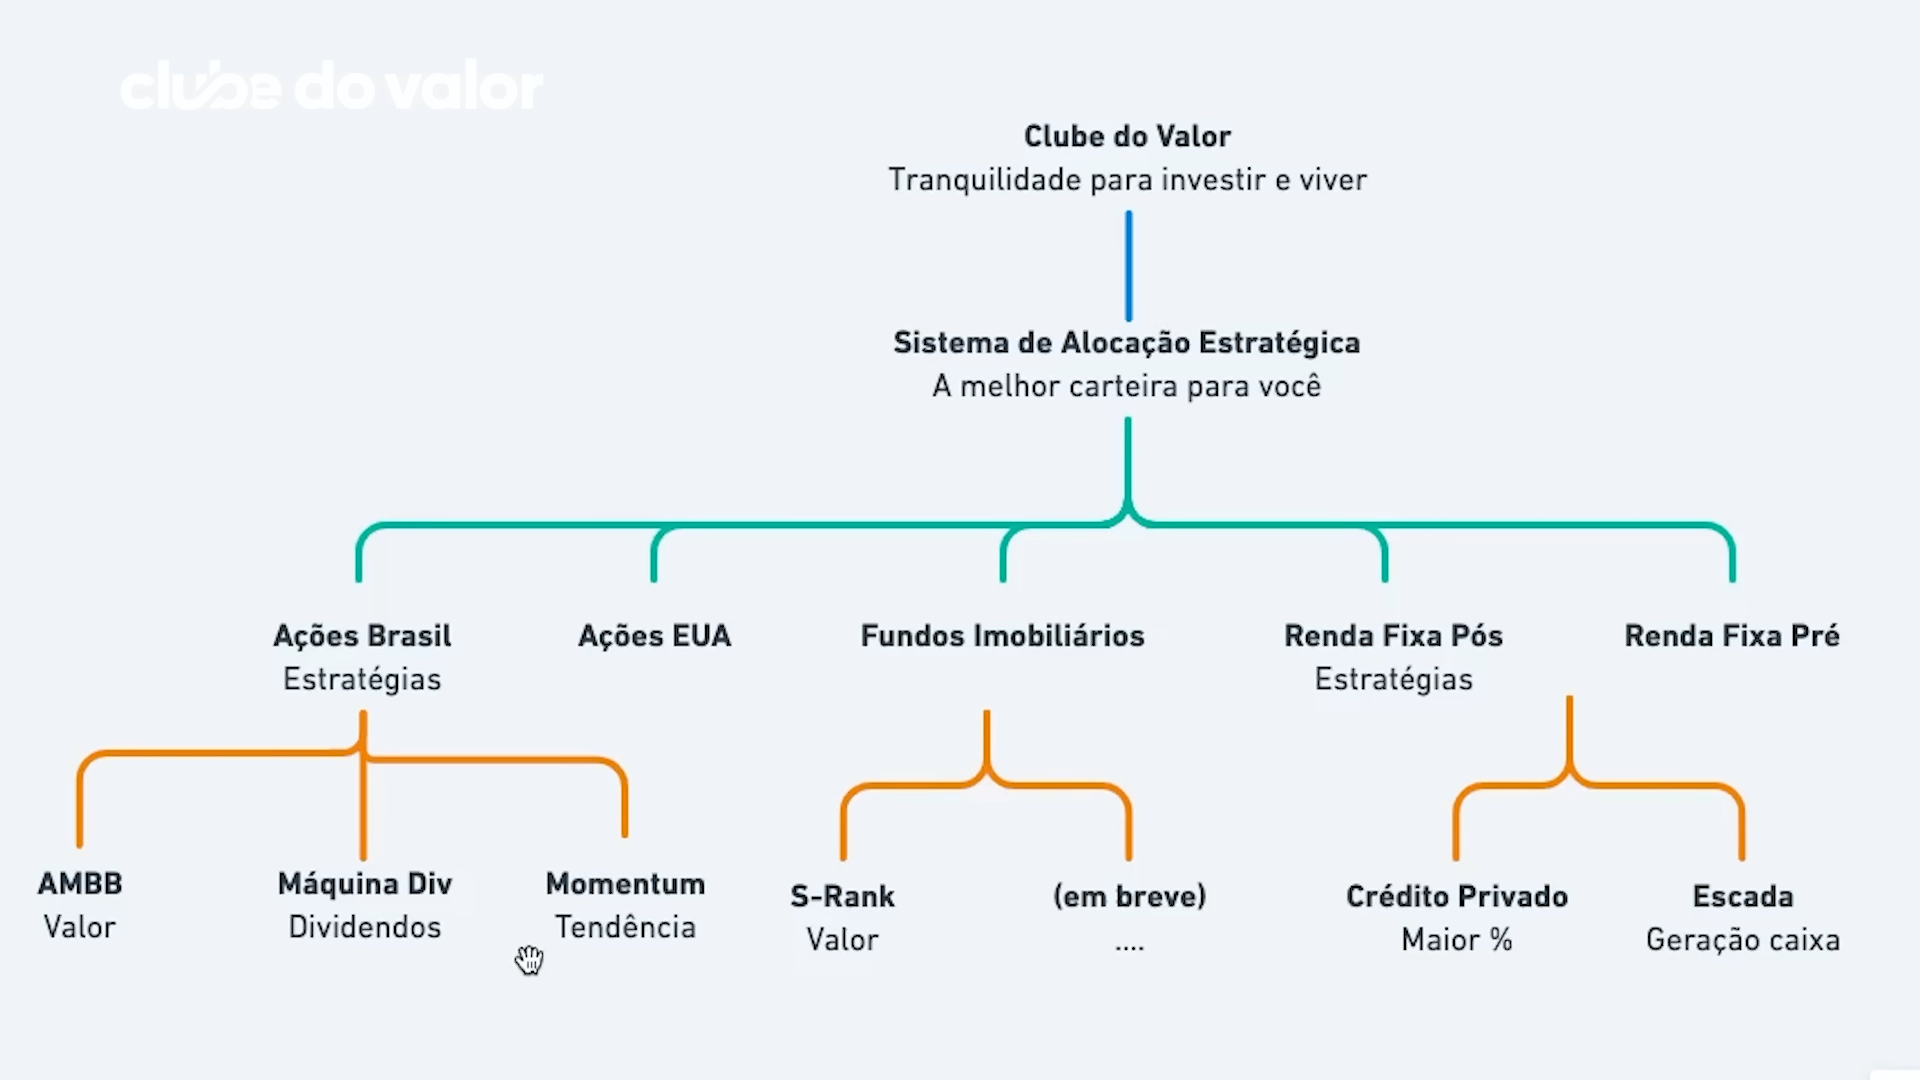 clube do valor
Clube do Valor
Tranquilidade para investir e viver
Sistema de Alocação Estratégica
A melhor carteira para você
Ações Brasil
Estratégias
Ações EUA
Fundos Imobiliários
Renda Fixa Pós
Estratégias
Renda Fixa Pré
AMBB
Valor
Máquina Div
Dividendos
Momentum
Tendência
S-Rank
Valor
(em breve)
....
Crédito Privado
Maior %
Escada
Geração caixa